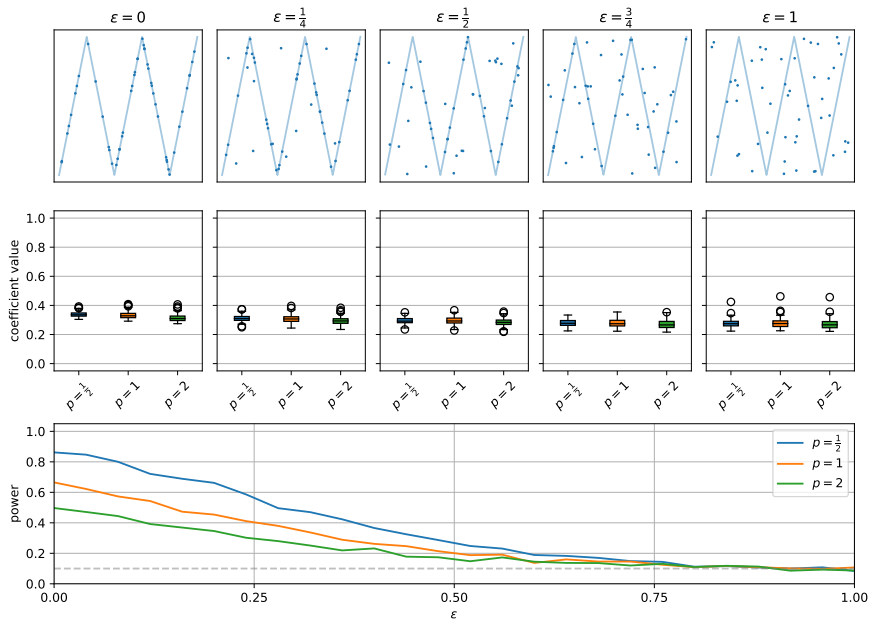 ε = 0 ε = 1/4 ε = 1/2 ε = 3/4 ε = 1
coefficient value
1.0
0.8
0.6
0.4
0.2
0.0
p = 1/2 p = 1 p = 2 p = 1/2 p = 1 p = 2 p = 1/2 p = 1 p = 2 p = 1/2 p = 1 p = 2 p = 1/2 p = 1 p = 2
power
1.0
0.8
0.6
0.4
0.2
0.0
p = 1/2
p = 1
p = 2
0.00 0.25 0.50 0.75 1.00
ε